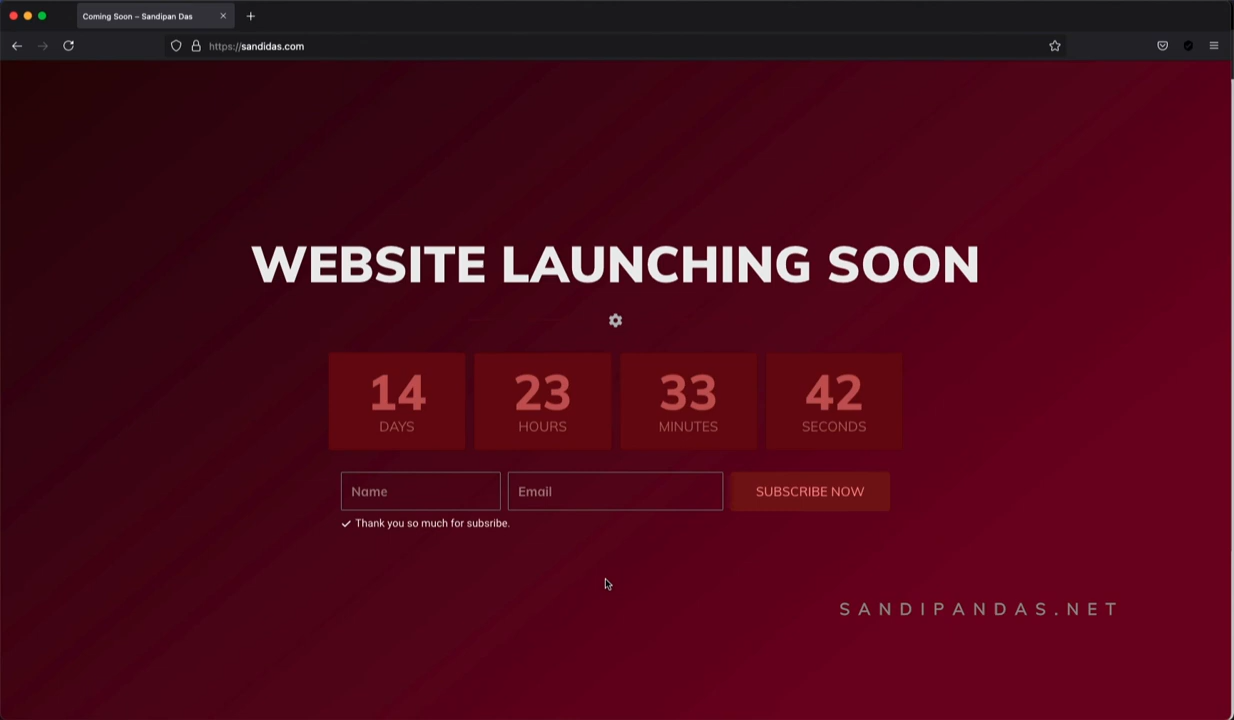 Coming Soon – Sandipan Das
https://sandidas.com
WEBSITE LAUNCHING SOON
14 23 33 42
DAYS HOURS MINUTES SECONDS
Name Email SUBSCRIBE NOW
Thank you so much for subsribe.
SANDIPANDAS.NET